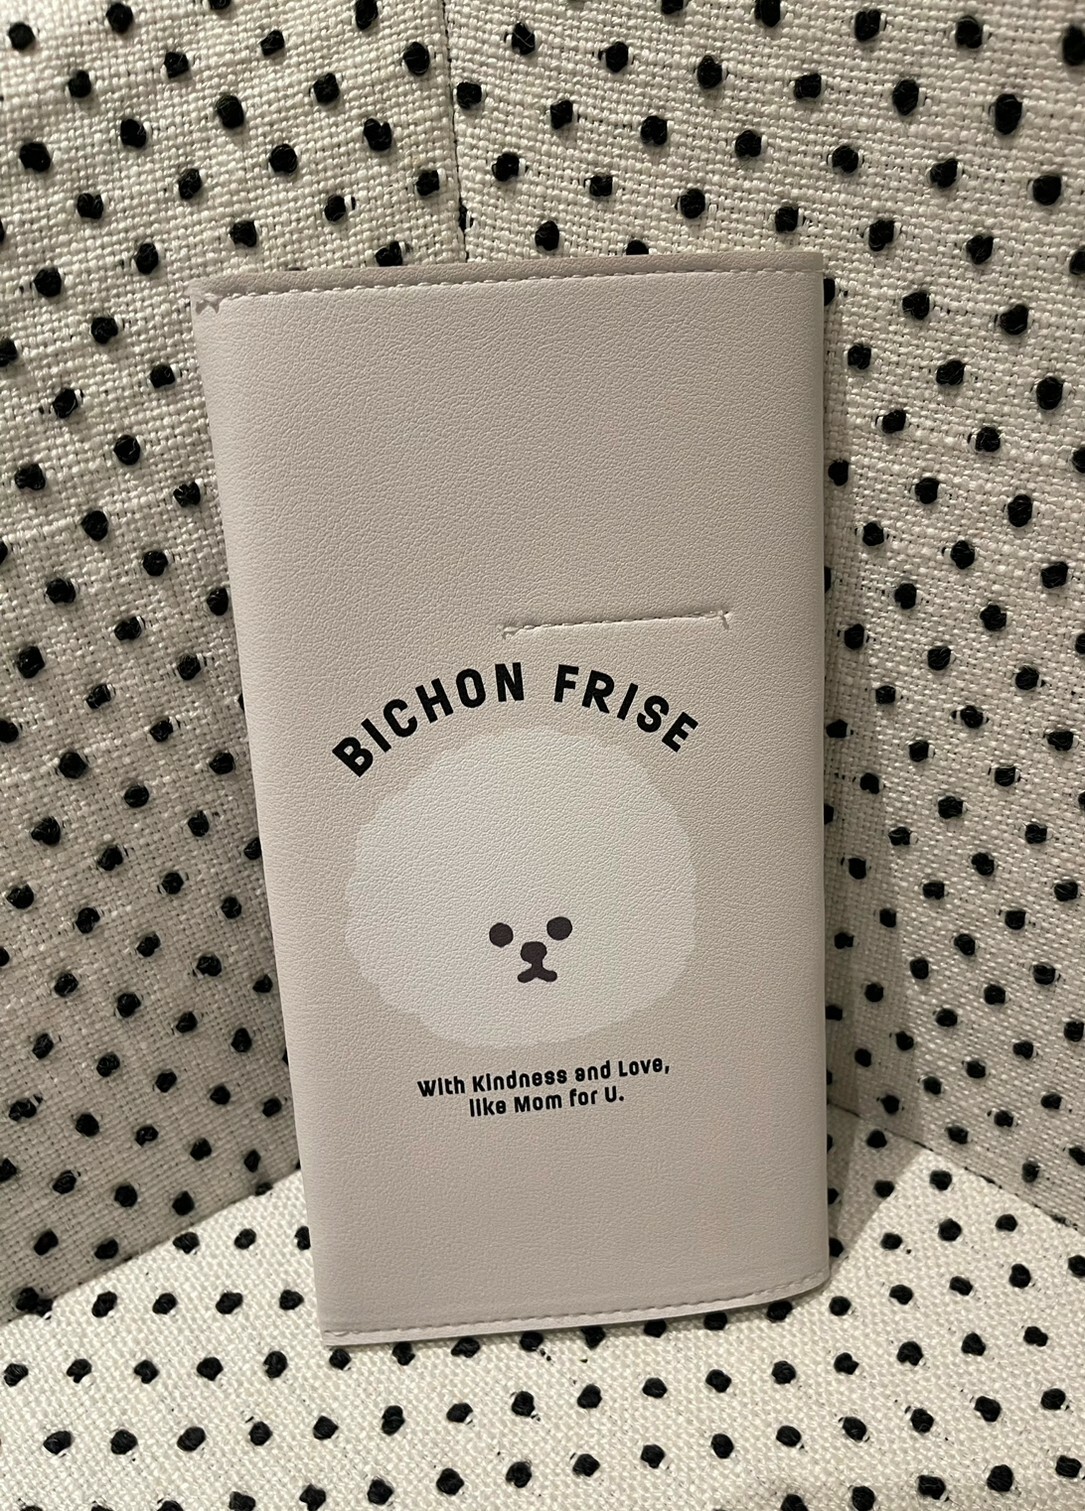 BICHON FRISE
With Kindness and Love,
like Mom for U.